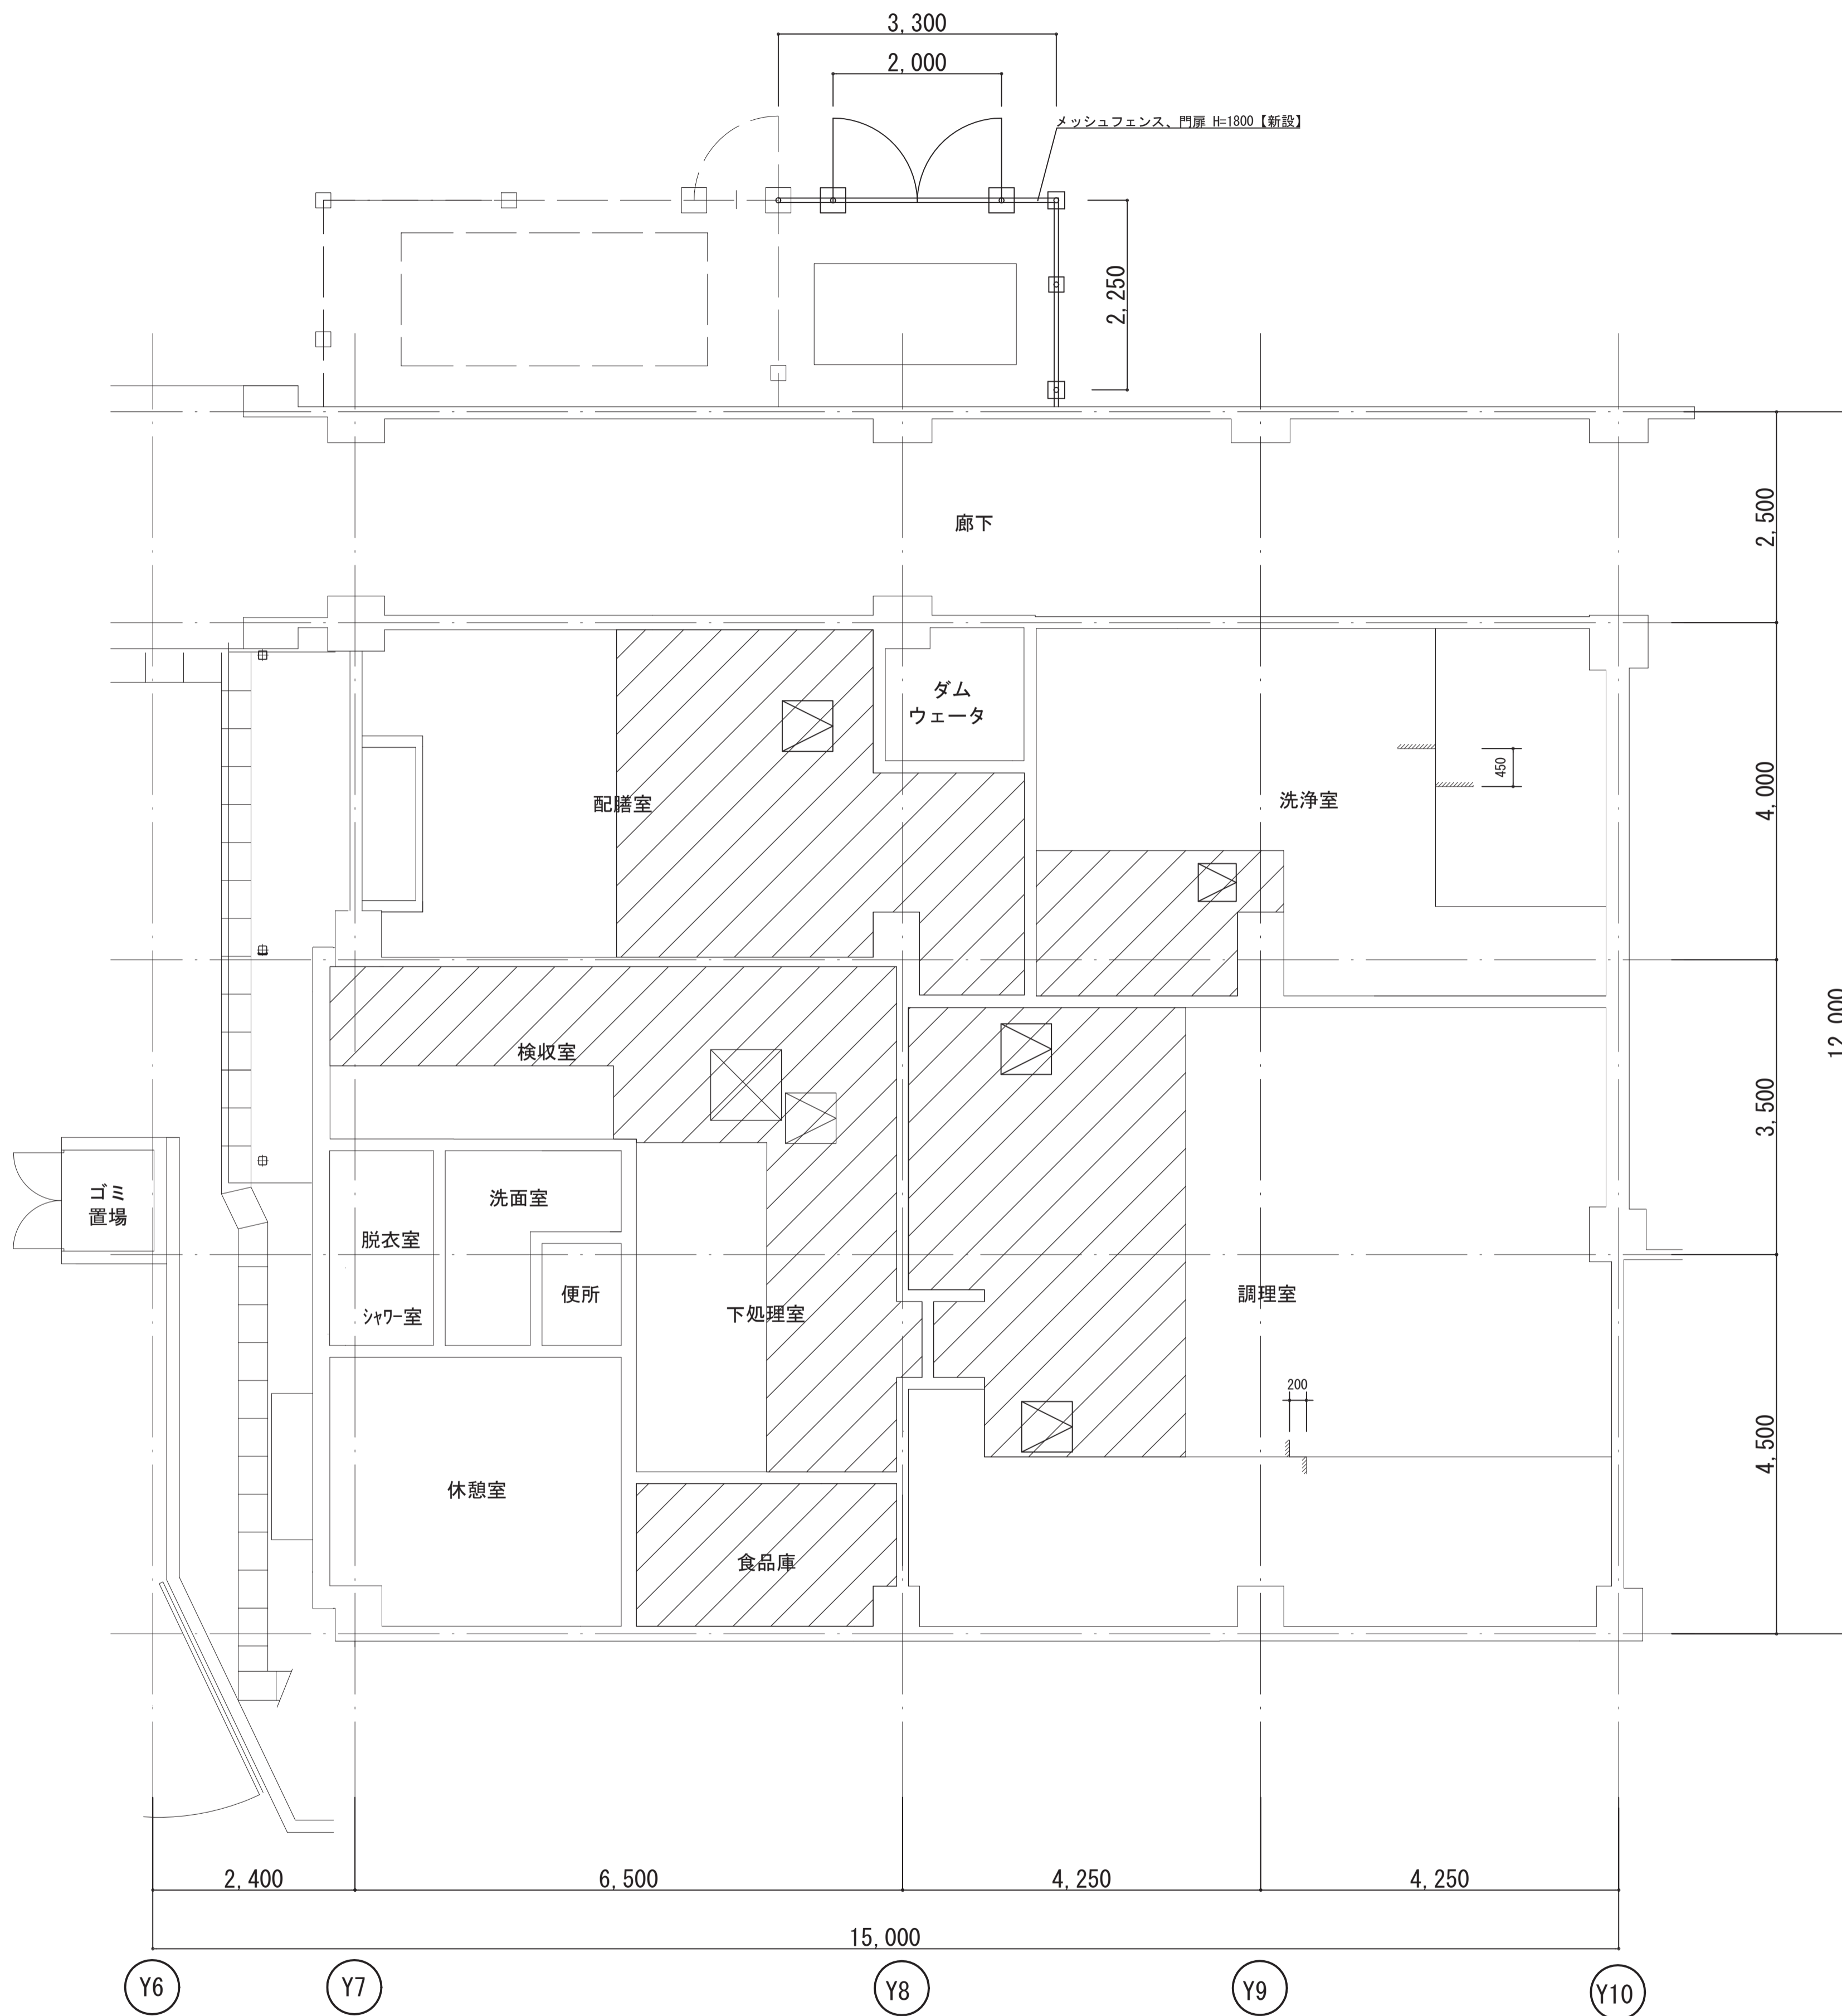 3,300
2,000
メッシュフェンス、門扉 H=1800【新設】
2,250
廊下
2,500
ダム
ウェータ
配膳室
洗浄室
450
4,000
検収室
12,000
3,500
ゴミ
置場
洗面室
脱衣室
便所
シャワー室
下処理室
調理室
200
4,500
休憩室
食品庫
2,400
6,500
4,250
4,250
15,000
Y6
Y7
Y8
Y9
Y10